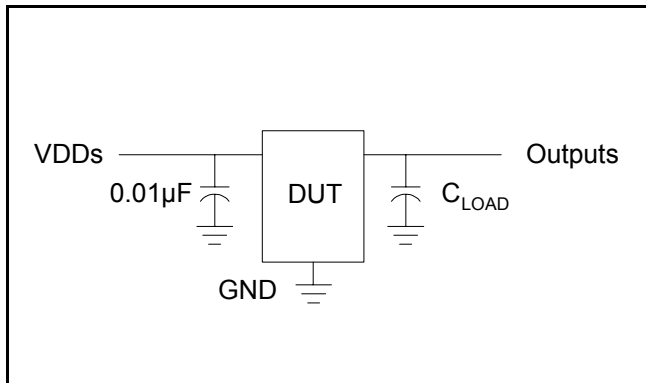 VDDs
Outputs
0.01µF
DUT
CLOAD
GND